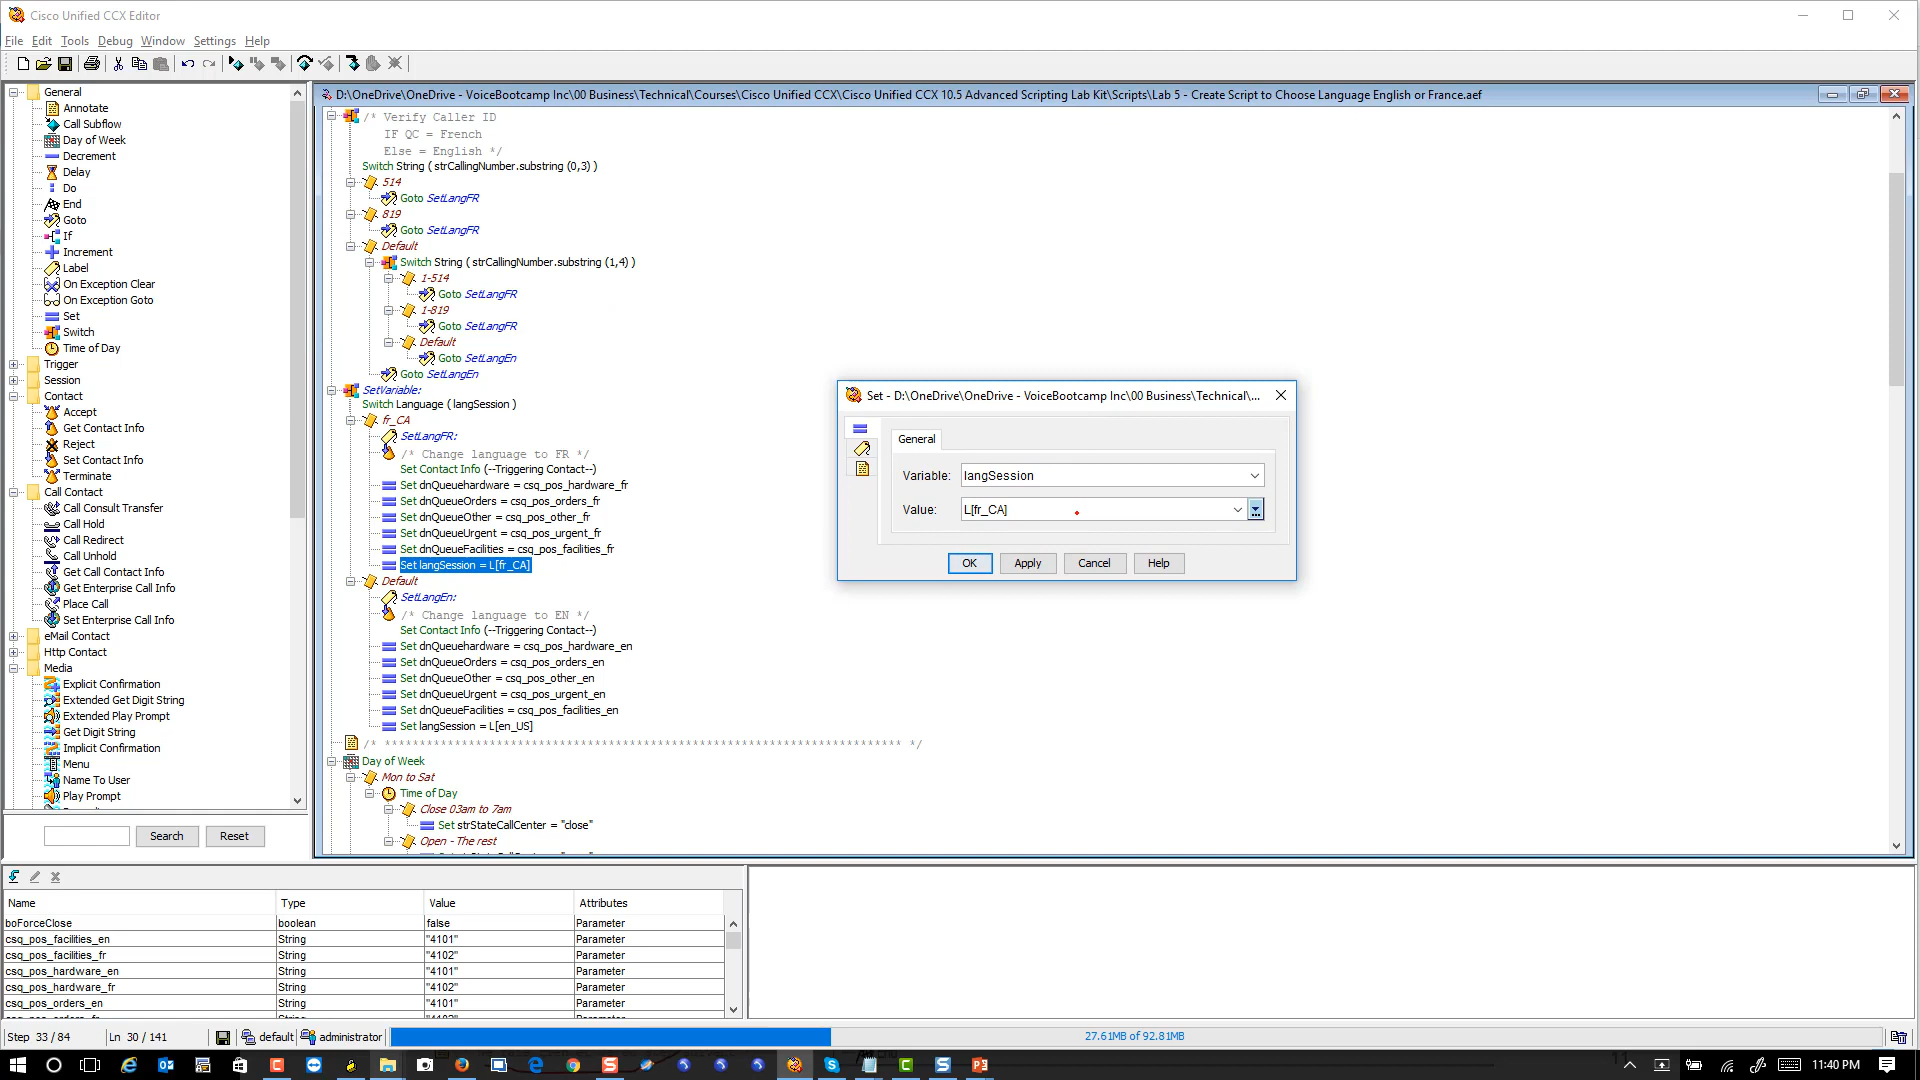 Cisco Unified CCX Editor
File Edit Tools Debug Window Settings Help
General
Annotate
Call Subflow
Day of Week
Decrement
Delay
Do
End
Goto
If
Increment
Label
On Exception Clear
On Exception Goto
Set
Switch
Time of Day
Trigger
Session
Contact
Accept
Get Contact Info
Reject
Set Contact Info
Terminate
Call Contact
Call Consult Transfer
Call Hold
Call Redirect
Call Unhold
Get Call Contact Info
Get Enterprise Call Info
Place Call
Set Enterprise Call Info
eMail Contact
Http Contact
Media
Explicit Confirmation
Extended Get Digit String
Extended Play Prompt
Get Digit String
Implicit Confirmation
Menu
Name To User
Play Prompt
Search Reset
D:\OneDrive\OneDrive - VoiceBootcamp Inc\00 Business\Technical\Courses\Cisco Unified CCX\Cisco Unified CCX 10.5 Advanced Scripting Lab Kit\Scripts\Lab 5 - Create Script to Choose Language English or France.aef
/* Verify Caller ID
IF QC = French
Else = English */
Switch String ( strCallingNumber.substring (0,3) )
514
Goto SetLangFR
819
Goto SetLangFR
Default
Switch String ( strCallingNumber.substring (1,4) )
1-514
Goto SetLangFR
1-819
Goto SetLangFR
Default
Goto SetLangEn
Goto SetLangEn
SetVariable:
Switch Language ( langSession )
fr_CA
SetLangFR:
/* Change language to FR */
Set Contact Info (--Triggering Contact--)
Set dnQueuehardware = csq_pos_hardware_fr
Set dnQueueOrders = csq_pos_orders_fr
Set dnQueueOther = csq_pos_other_fr
Set dnQueueUrgent = csq_pos_urgent_fr
Set dnQueueFacilities = csq_pos_facilities_fr
Set langSession = L[fr_CA]
Default
SetLangEn:
/* Change language to EN */
Set Contact Info (--Triggering Contact--)
Set dnQueuehardware = csq_pos_hardware_en
Set dnQueueOrders = csq_pos_orders_en
Set dnQueueOther = csq_pos_other_en
Set dnQueueUrgent = csq_pos_urgent_en
Set dnQueueFacilities = csq_pos_facilities_en
Set langSession = L[en_US]
/* ************************************************************************** */
Day of Week
Mon to Sat
Time of Day
Close 03am to 7am
Set strStateCallCenter = "close"
Open - The rest
Set - D:\OneDrive\OneDrive - VoiceBootcamp Inc\00 Business\Technical\...
General
Variable: langSession
Value: L[fr_CA]
OK Apply Cancel Help
Name Type Value Attributes
boForceClose boolean false Parameter
csq_pos_facilities_en String "4101" Parameter
csq_pos_facilities_fr String "4102" Parameter
csq_pos_hardware_en String "4101" Parameter
csq_pos_hardware_fr String "4102" Parameter
csq_pos_orders_en String "4101" Parameter
Step 33 / 84 Ln 30 / 141 default administrator 27.61MB of 92.81MB
11:40 PM